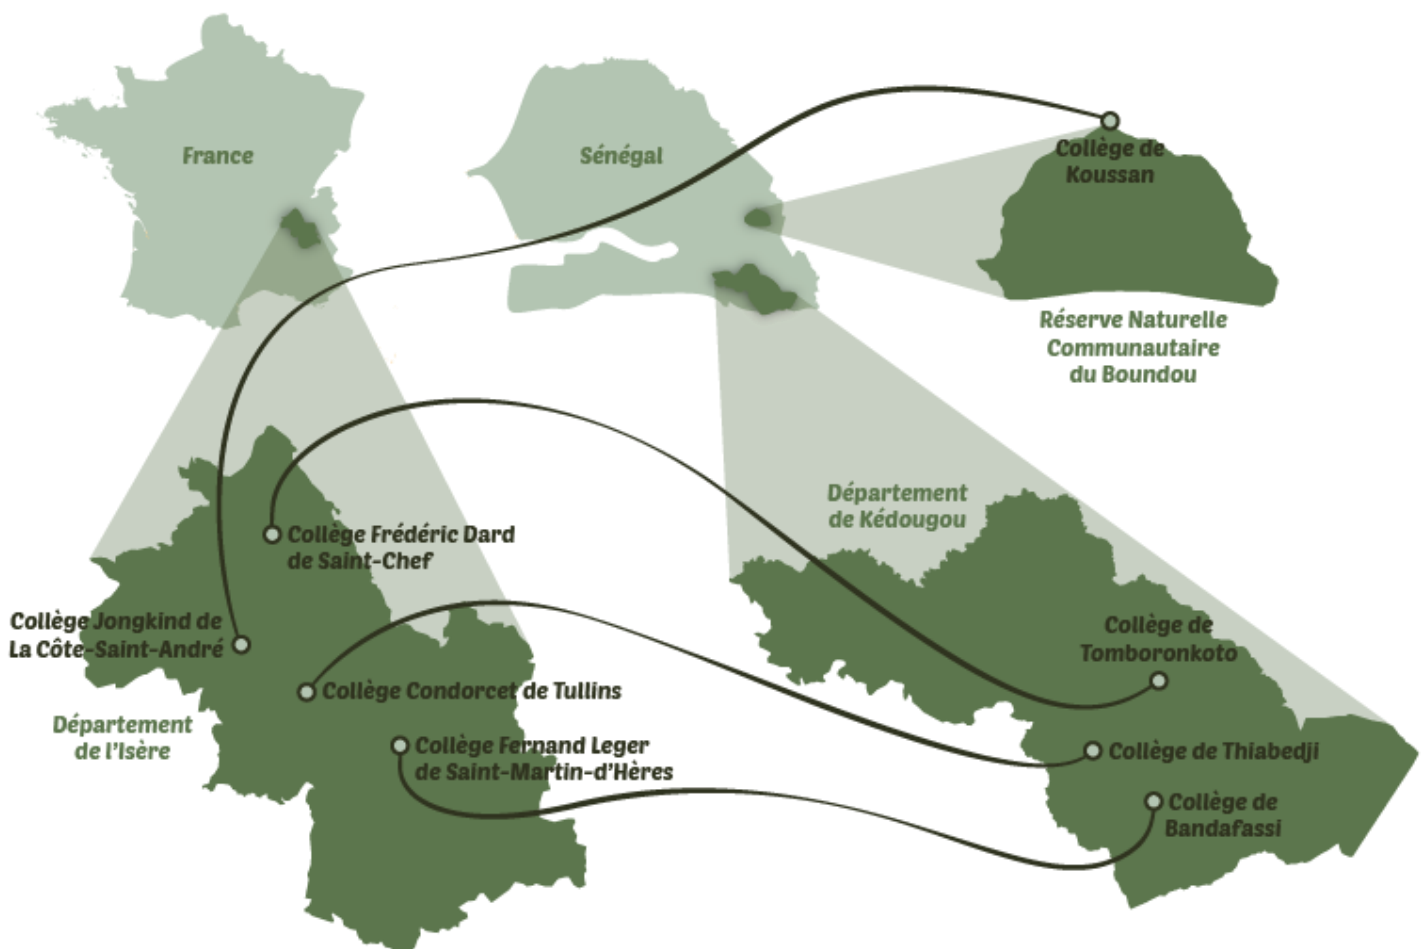 France
Sénégal
Collège de
Koussan
Réserve Naturelle
Communautaire
du Boundou
Département
de Kédougou
Collège Frédéric Dard
de Saint-Chef
Collège Jongkind de
La Côte-Saint-André
Collège de
Tomboronkoto
Collège Condorcet de Tullins
Département
de l'Isère
Collège Fernand Leger
de Saint-Martin-d'Hères
Collège de Thiabedji
Collège de
Bandafassi